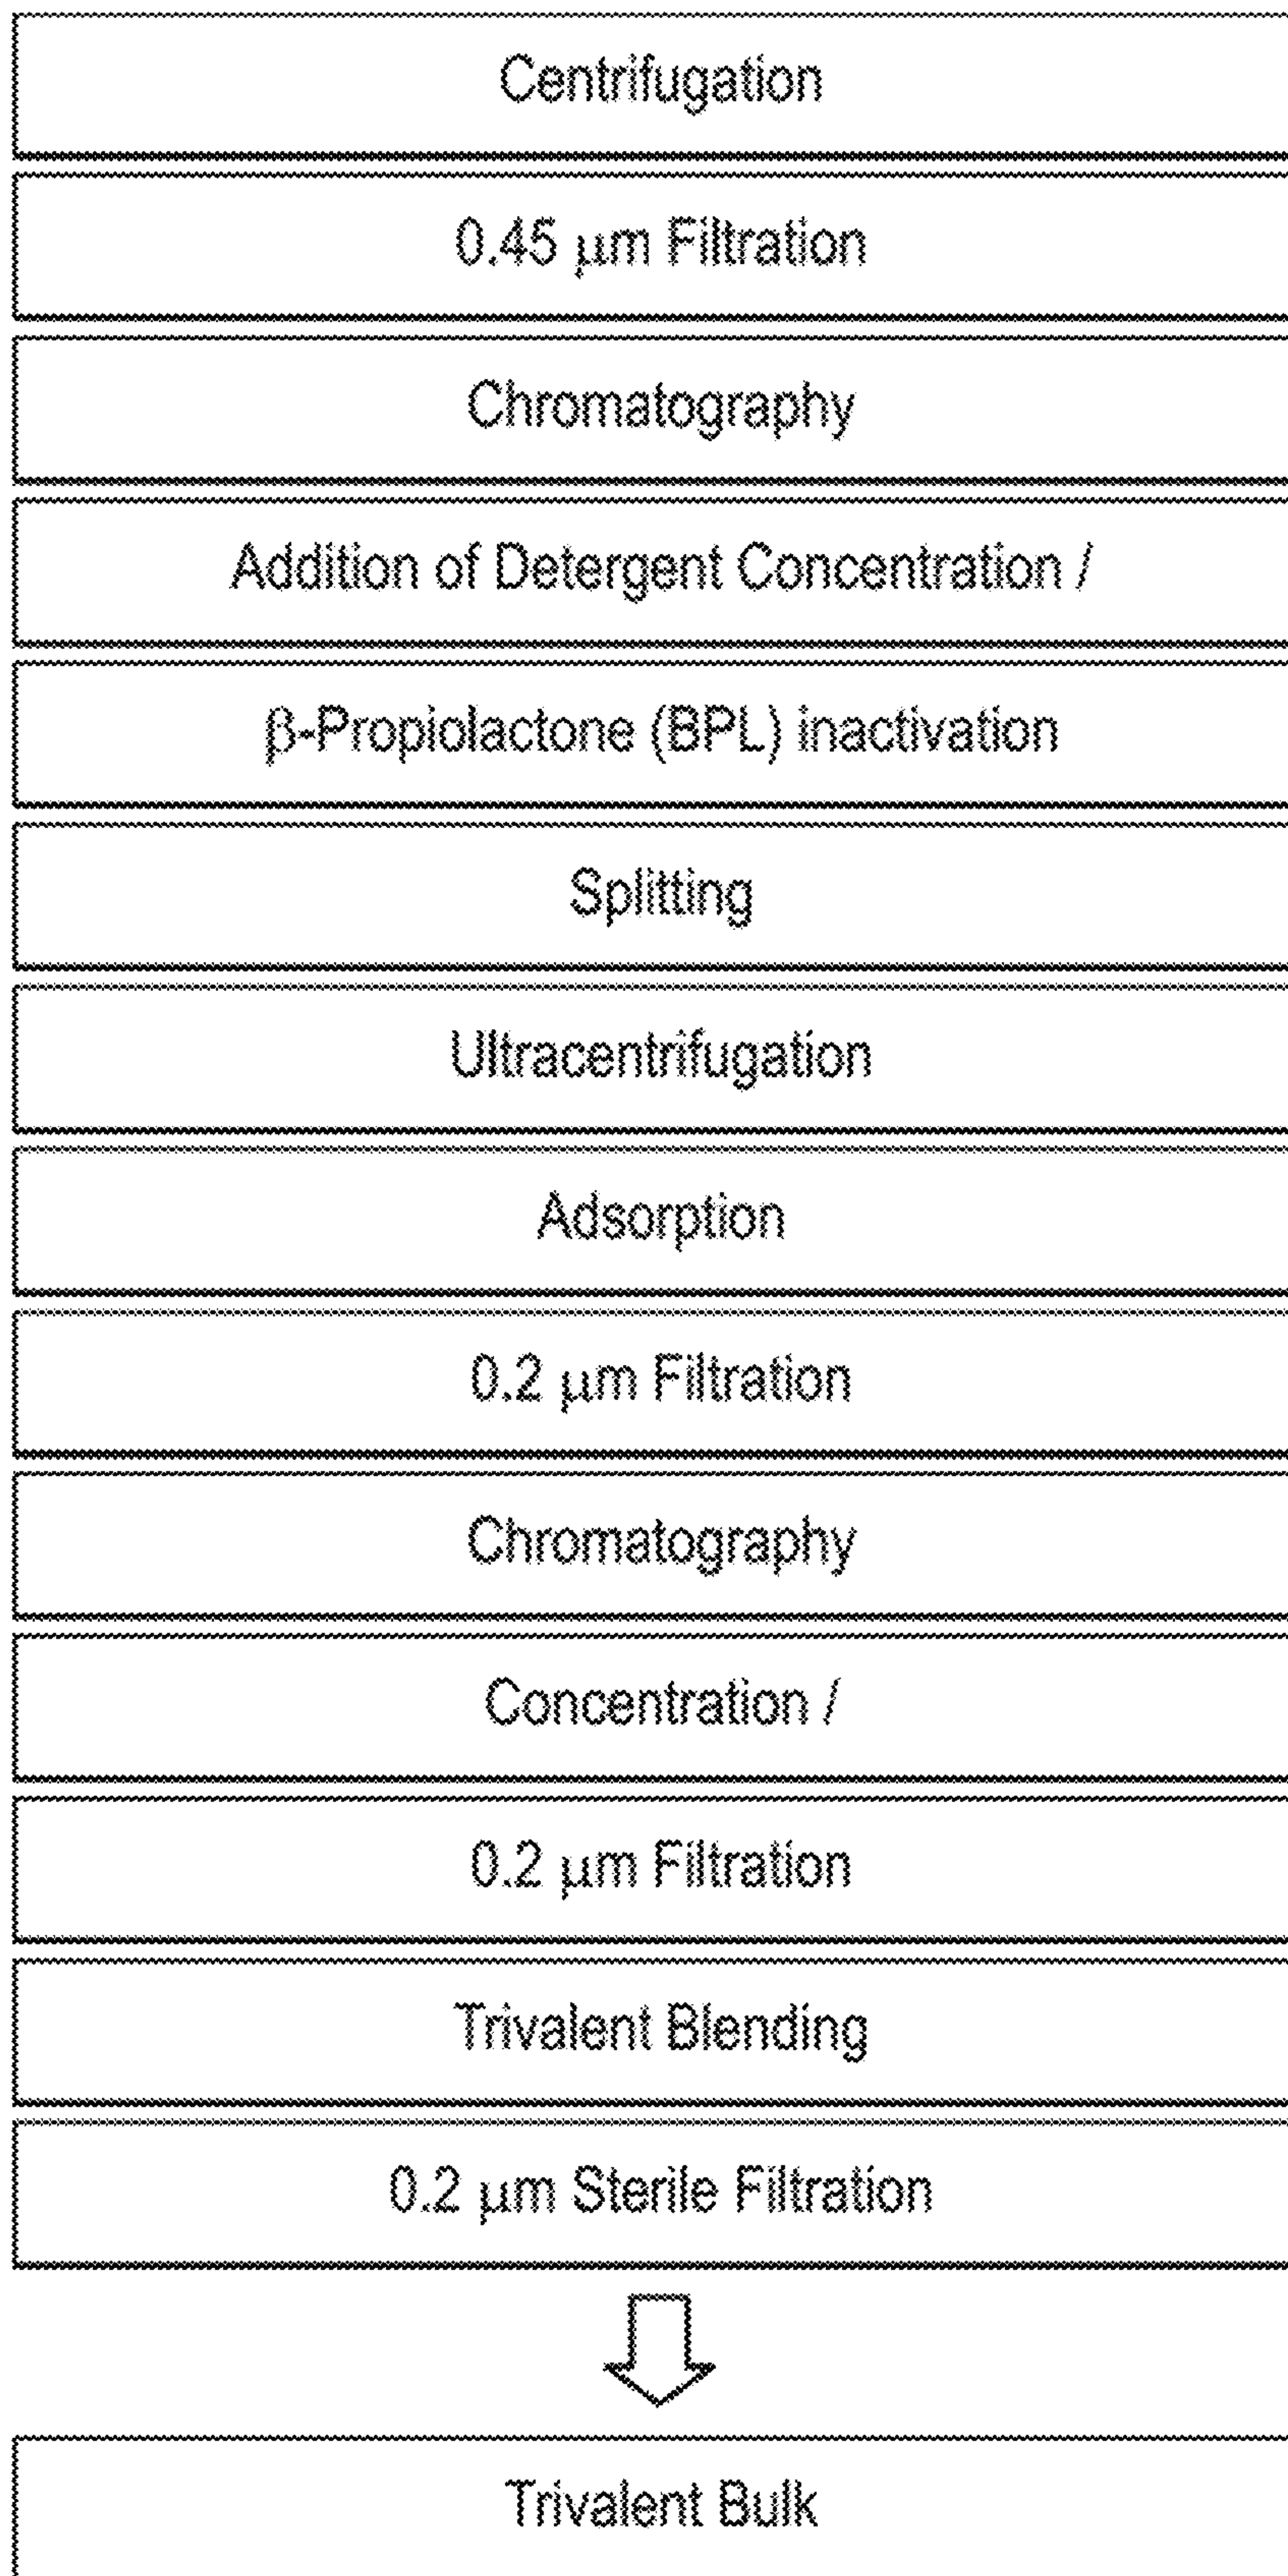 Centrifugation
0.45 μm Filtration
Chromatography
Addition of Detergent Concentration /
β-Propiolactone (BPL) inactivation
Splitting
Ultracentrifugation
Adsorption
0.2 μm Filtration
Chromatography
Concentration /
0.2 μm Filtration
Trivalent Blending
0.2 μm Sterile Filtration
Trivalent Bulk